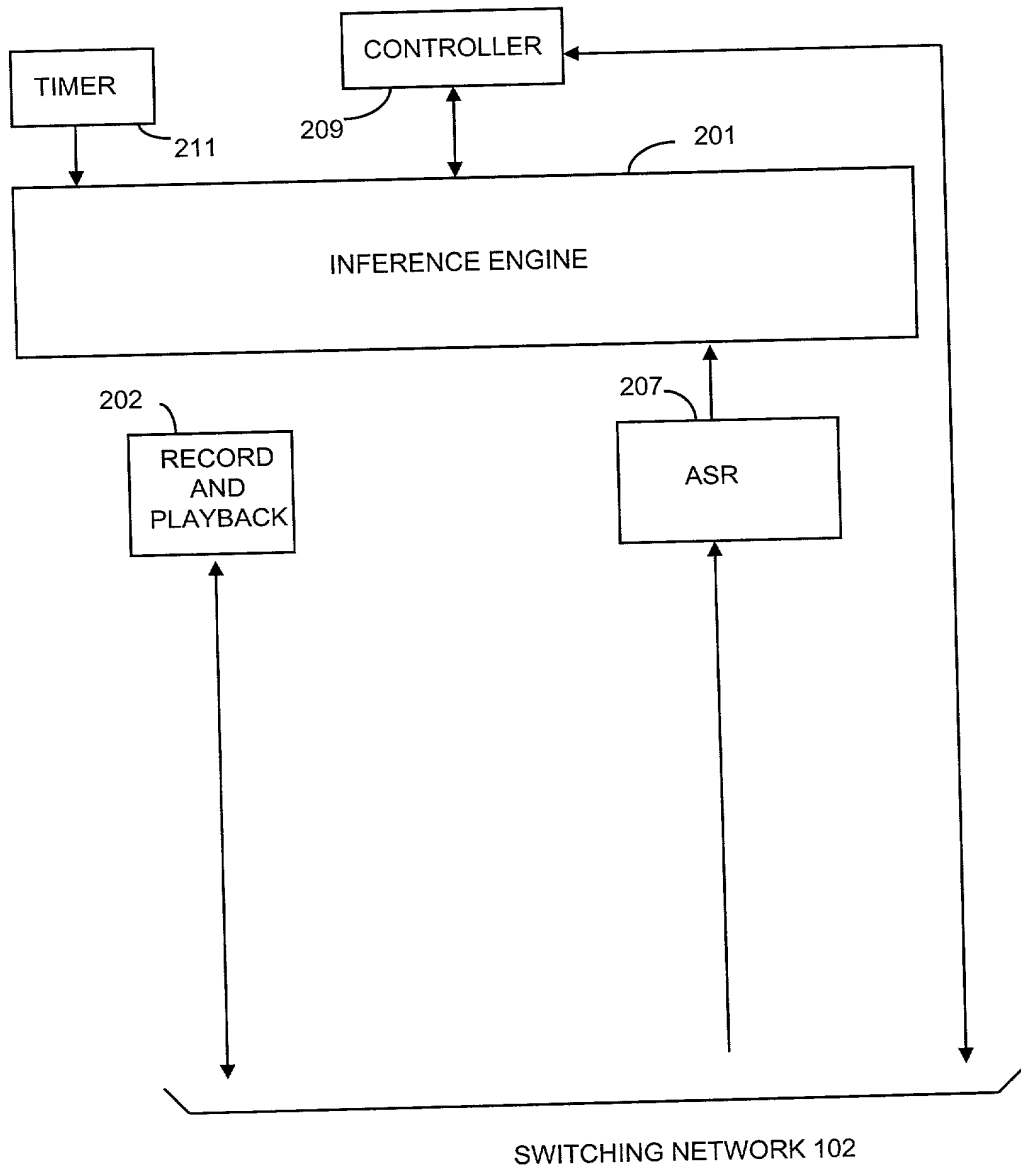 CONTROLLER
TIMER
209
211
201
INFERENCE ENGINE
202
207
RECORD
AND
PLAYBACK
ASR
SWITCHING NETWORK 102